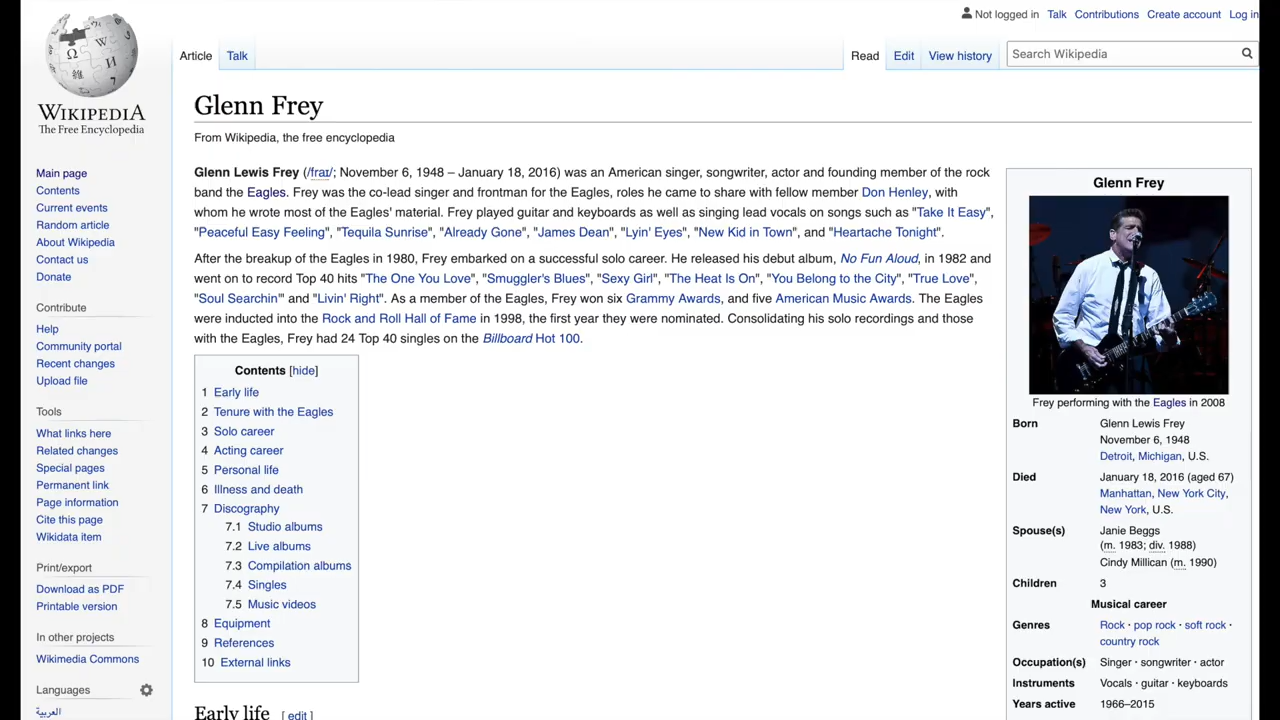 Not logged in Talk Contributions Create account Log in
Article Talk Read Edit View history Search Wikipedia
WIKIPEDIA
The Free Encyclopedia
Main page
Contents
Current events
Random article
About Wikipedia
Contact us
Donate
Contribute
Help
Community portal
Recent changes
Upload file
Tools
What links here
Related changes
Special pages
Permanent link
Page information
Cite this page
Wikidata item
Print/export
Download as PDF
Printable version
In other projects
Wikimedia Commons
Languages
العربية
Glenn Frey
From Wikipedia, the free encyclopedia
Glenn Lewis Frey (/fraɪ/; November 6, 1948 – January 18, 2016) was an American singer, songwriter, actor and founding member of the rock
band the Eagles. Frey was the co-lead singer and frontman for the Eagles, roles he came to share with fellow member Don Henley, with
whom he wrote most of the Eagles' material. Frey played guitar and keyboards as well as singing lead vocals on songs such as "Take It Easy",
"Peaceful Easy Feeling", "Tequila Sunrise", "Already Gone", "James Dean", "Lyin' Eyes", "New Kid in Town", and "Heartache Tonight".
After the breakup of the Eagles in 1980, Frey embarked on a successful solo career. He released his debut album, No Fun Aloud, in 1982 and
went on to record Top 40 hits "The One You Love", "Smuggler's Blues", "Sexy Girl", "The Heat Is On", "You Belong to the City", "True Love",
"Soul Searchin'" and "Livin' Right". As a member of the Eagles, Frey won six Grammy Awards, and five American Music Awards. The Eagles
were inducted into the Rock and Roll Hall of Fame in 1998, the first year they were nominated. Consolidating his solo recordings and those
with the Eagles, Frey had 24 Top 40 singles on the Billboard Hot 100.
Contents [hide]
1 Early life
2 Tenure with the Eagles
3 Solo career
4 Acting career
5 Personal life
6 Illness and death
7 Discography
7.1 Studio albums
7.2 Live albums
7.3 Compilation albums
7.4 Singles
7.5 Music videos
8 Equipment
9 References
10 External links
Early life [ edit ]
Glenn Frey
Frey performing with the Eagles in 2008
Born Glenn Lewis Frey
November 6, 1948
Detroit, Michigan, U.S.
Died January 18, 2016 (aged 67)
Manhattan, New York City,
New York, U.S.
Spouse(s) Janie Beggs
(m. 1983; div. 1988)
Cindy Millican (m. 1990)
Children 3
Musical career
Genres Rock · pop rock · soft rock ·
country rock
Occupation(s) Singer · songwriter · actor
Instruments Vocals · guitar · keyboards
Years active 1966–2015